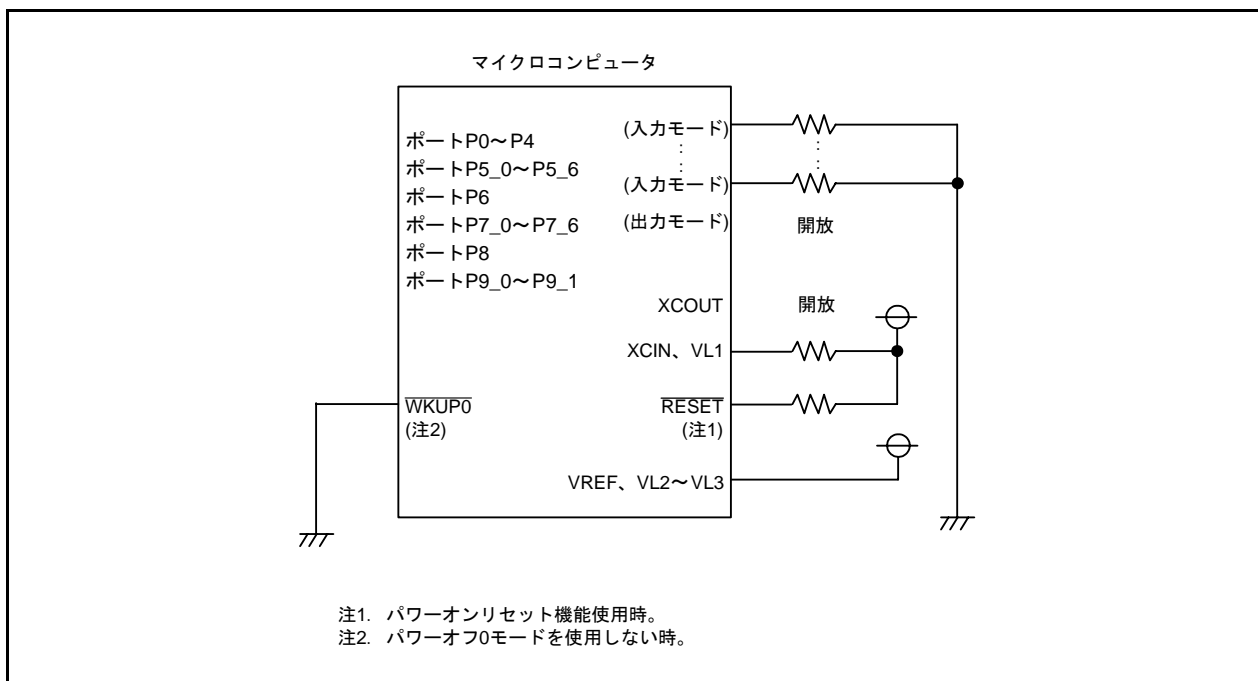 マイクロコンピュータ
ポートP0～P4
ポートP5_0～P5_6
ポートP6
ポートP7_0～P7_6
ポートP8
ポートP9_0～P9_1
(入力モード)
(入力モード)
(出力モード) 開放
XCOUT 開放
XCIN、VL1
WKUP0
(注2)
RESET
(注1)
VREF、VL2～VL3
注1. パワーオンリセット機能使用時。
注2. パワーオフ0モードを使用しない時。